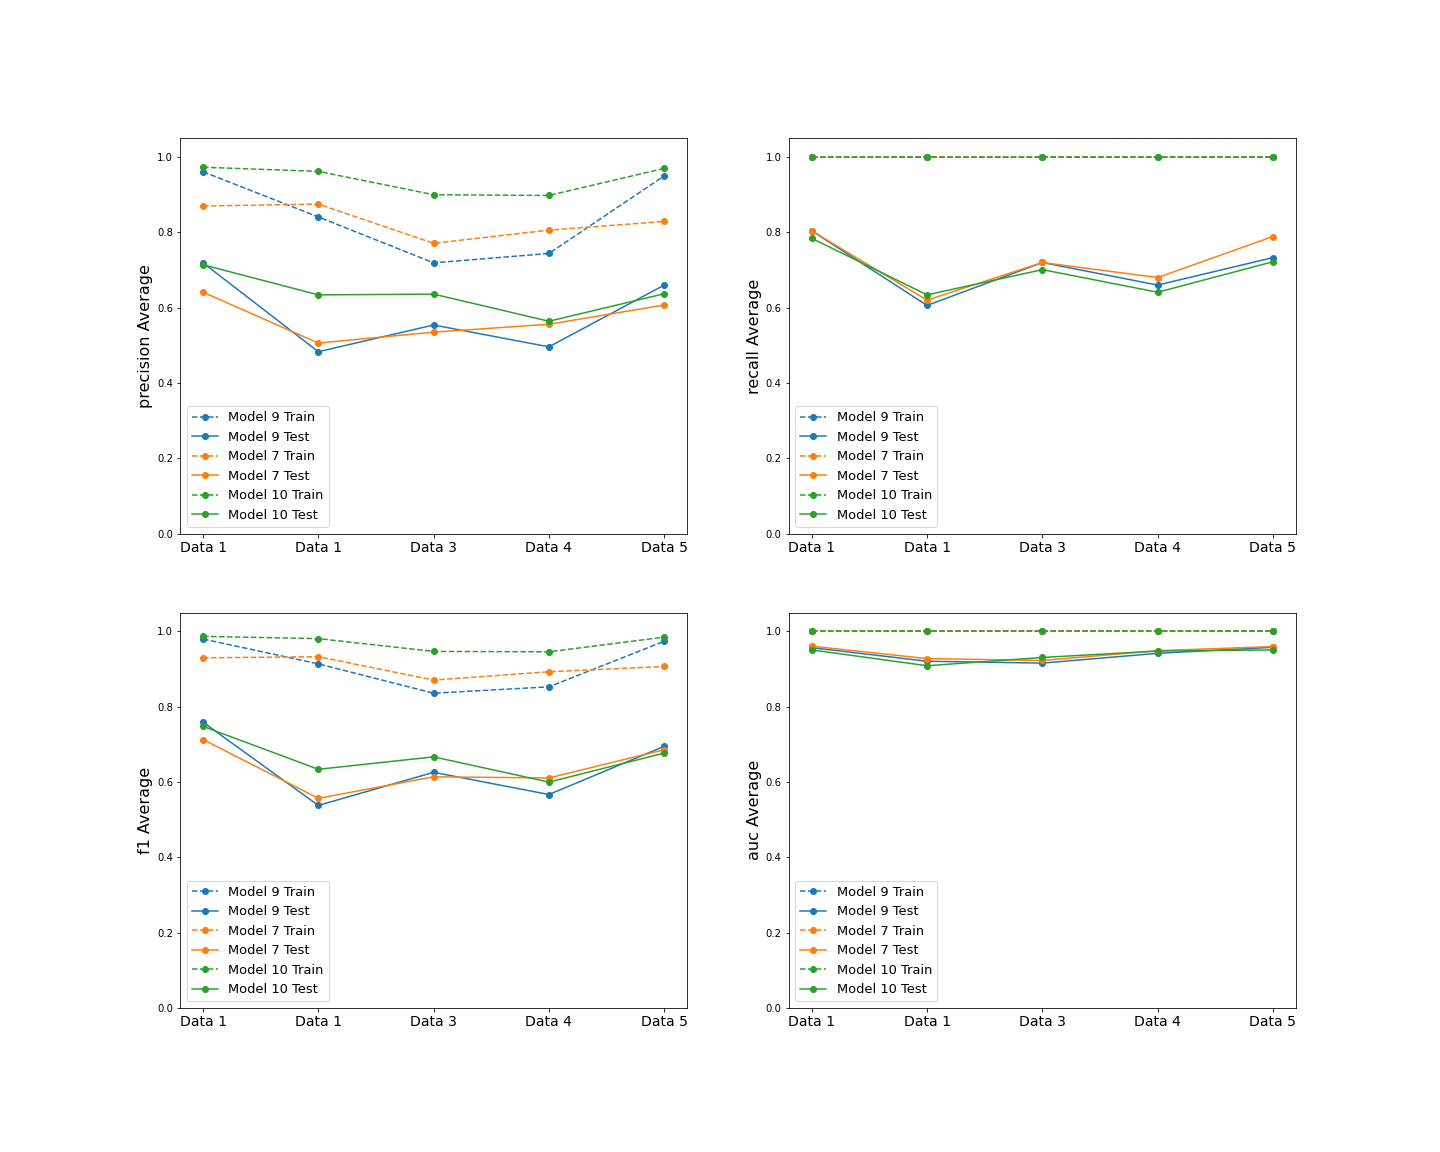 precision Average
1.0
0.8
0.6
0.4
0.2
0.0
Model 9 Train
Model 9 Test
Model 7 Train
Model 7 Test
Model 10 Train
Model 10 Test
Data 1 Data 1 Data 3 Data 4 Data 5
recall Average
1.0
0.8
0.6
0.4
0.2
0.0
Model 9 Train
Model 9 Test
Model 7 Train
Model 7 Test
Model 10 Train
Model 10 Test
Data 1 Data 1 Data 3 Data 4 Data 5
f1 Average
1.0
0.8
0.6
0.4
0.2
0.0
Model 9 Train
Model 9 Test
Model 7 Train
Model 7 Test
Model 10 Train
Model 10 Test
Data 1 Data 1 Data 3 Data 4 Data 5
auc Average
1.0
0.8
0.6
0.4
0.2
0.0
Model 9 Train
Model 9 Test
Model 7 Train
Model 7 Test
Model 10 Train
Model 10 Test
Data 1 Data 1 Data 3 Data 4 Data 5